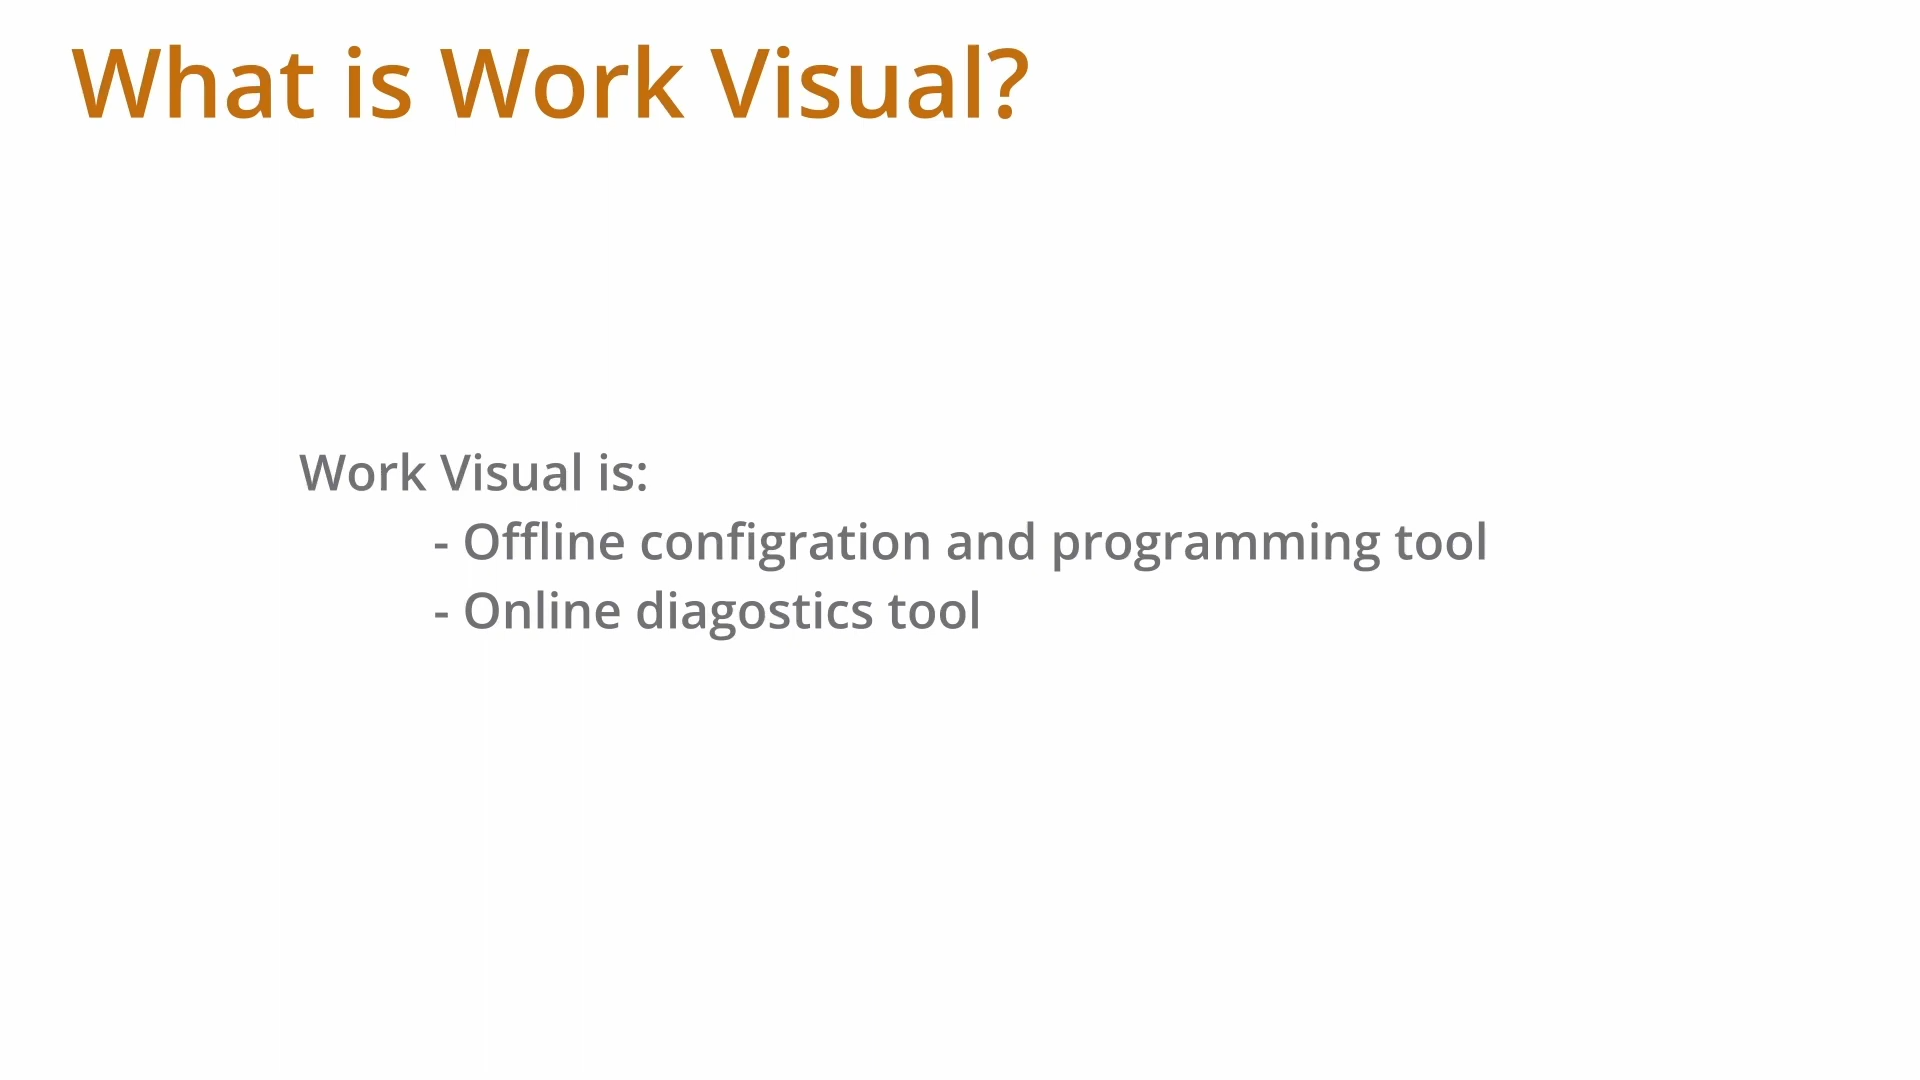 What is Work Visual?
Work Visual is:
- Offline configration and programming tool
- Online diagostics tool